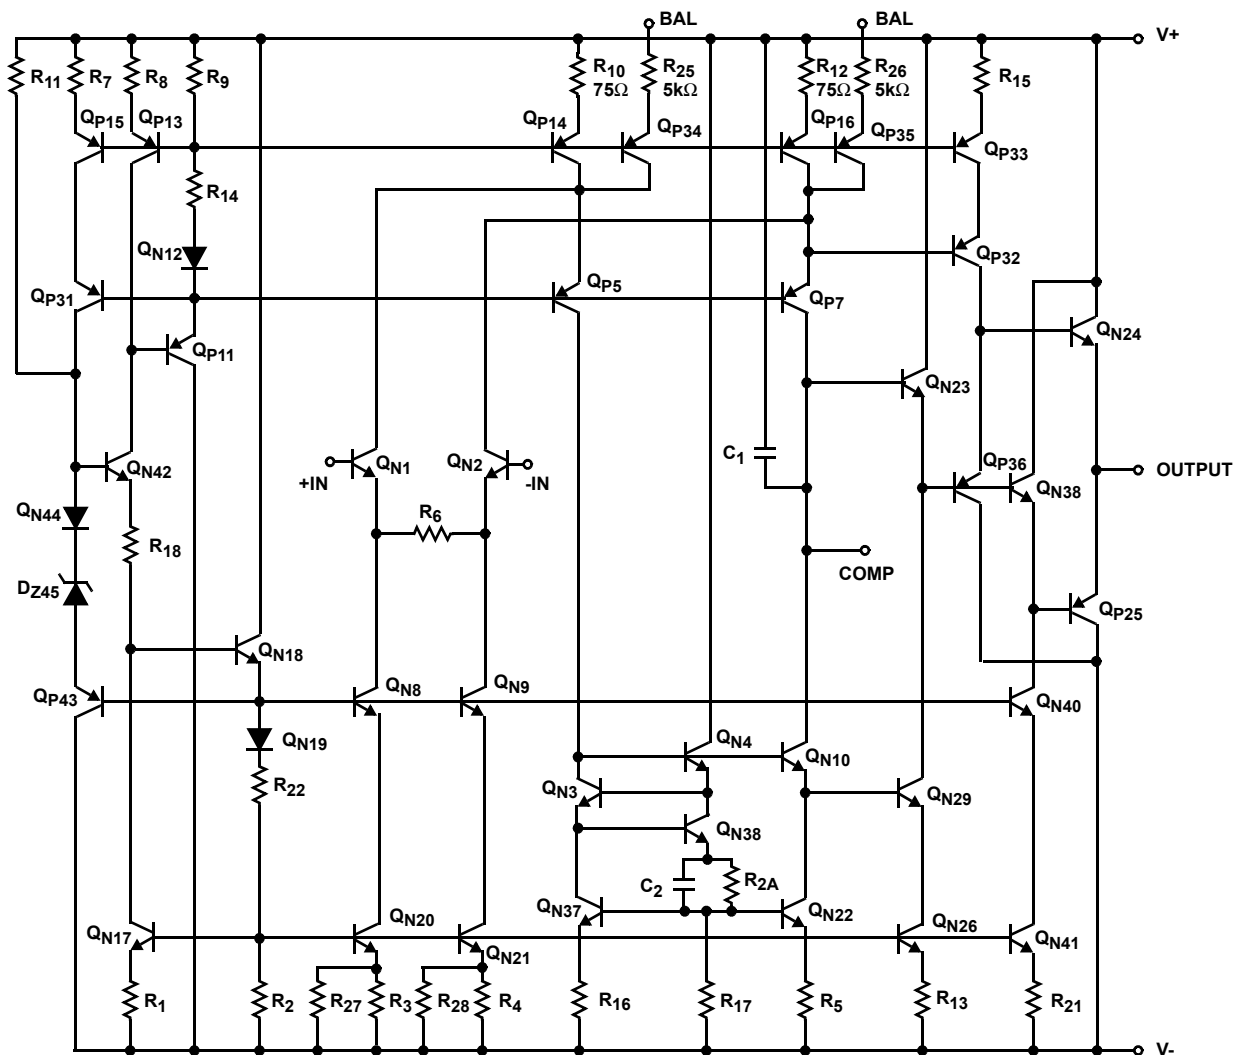 BAL
BAL
V+
R11
R7
R8
R9
R10
75Ω
R25
5kΩ
R12
75Ω
R26
5kΩ
R15
QP15
QP13
QP14
QP34
QP16
QP35
QP33
R14
QN12
QP32
QP31
QP5
QP7
QN24
QP11
QN23
C1
QN42
+IN
QN1
QN2
-IN
QP36
QN38
OUTPUT
QN44
R18
R6
DZ45
COMP
QP25
QN18
QP43
QN8
QN9
QN40
QN19
QN4
QN10
R22
QN3
QN29
QN38
C2
R2A
QN37
QN22
QN17
QN20
QN21
QN26
QN41
R1
R2
R27
R3
R28
R4
R16
R17
R5
R13
R21
V-